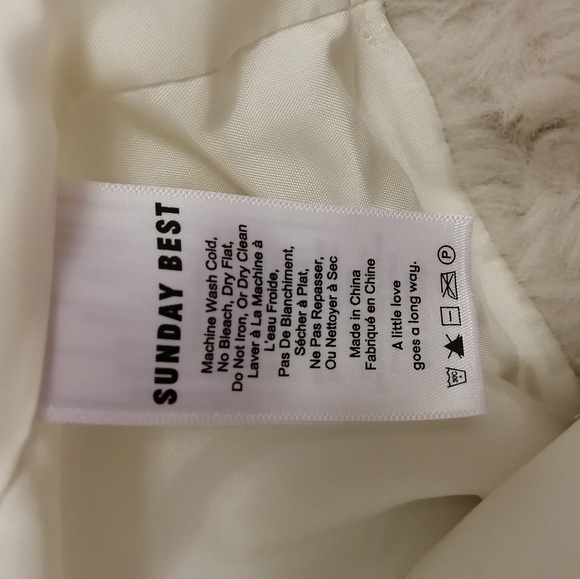 SUNDAY BEST
Machine Wash Cold,
No Bleach, Dry Flat,
Do Not Iron, Or Dry Clean
Laver à La Machine à
L'eau Froide,
Pas De Blanchiment,
Sécher à Plat,
Ne Pas Repasser,
Ou Nettoyer à Sec
Made in China
Fabriqué en Chine
A little love
goes a long way.
30C P